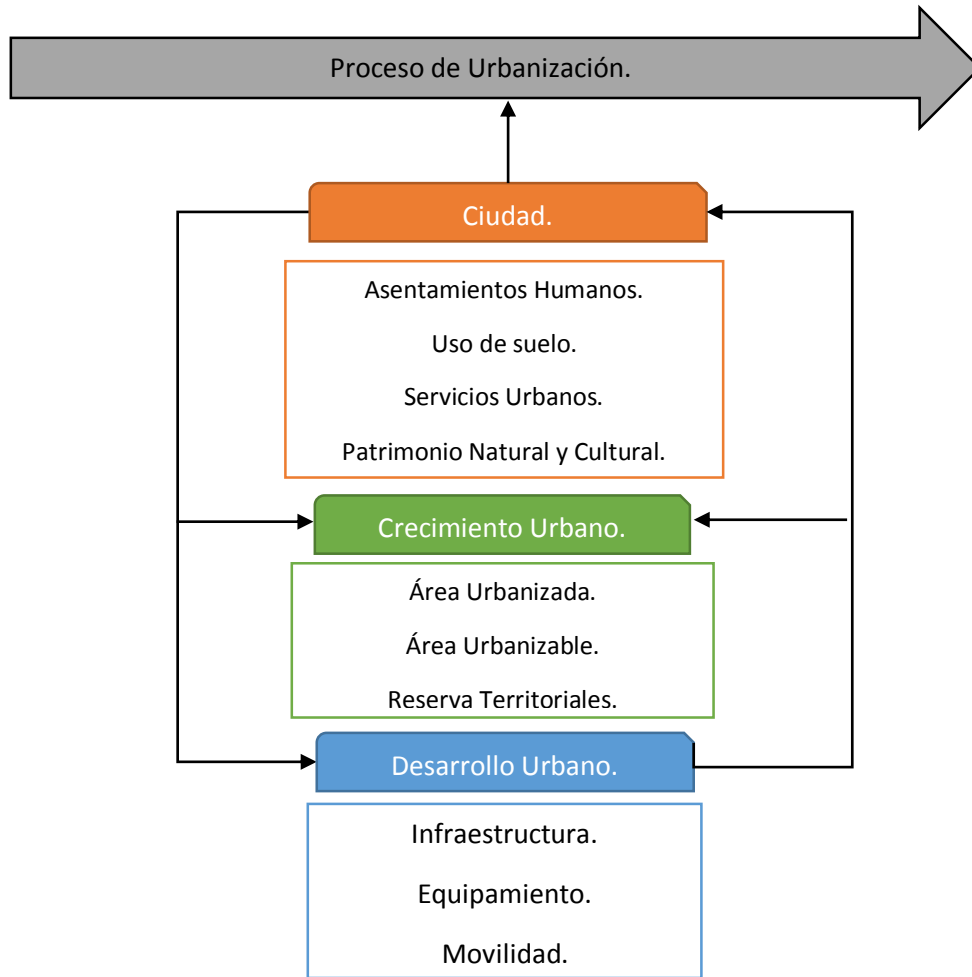 Proceso de Urbanización.
Ciudad.
Asentamientos Humanos.
Uso de suelo.
Servicios Urbanos.
Patrimonio Natural y Cultural.
Crecimiento Urbano.
Área Urbanizada.
Área Urbanizable.
Reserva Territoriales.
Desarrollo Urbano.
Infraestructura.
Equipamiento.
Movilidad.